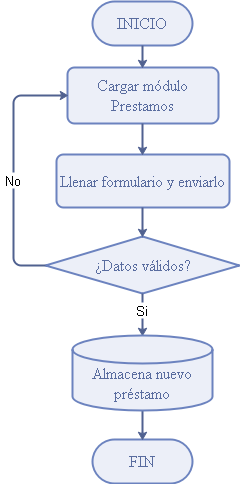 INICIO
Cargar módulo
Prestamos
Llenar formulario y enviarlo
No
¿Datos válidos?
Si
Almacena nuevo
préstamo
FIN